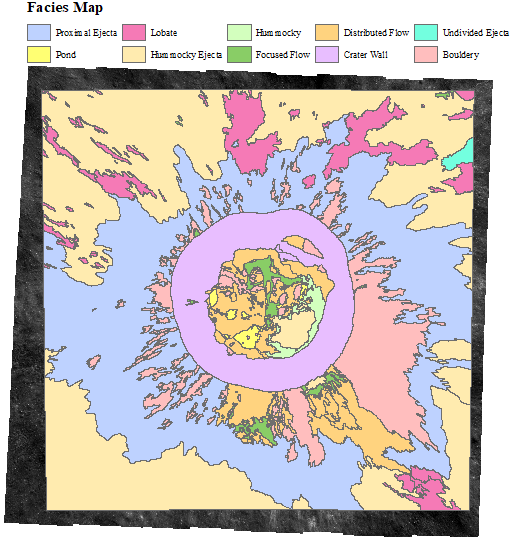 Facies Map
Proximal Ejecta Lobate Hummocky Distributed Flow Undivided Ejecta
Pond Hummocky Ejecta Focused Flow Crater Wall Bouldery